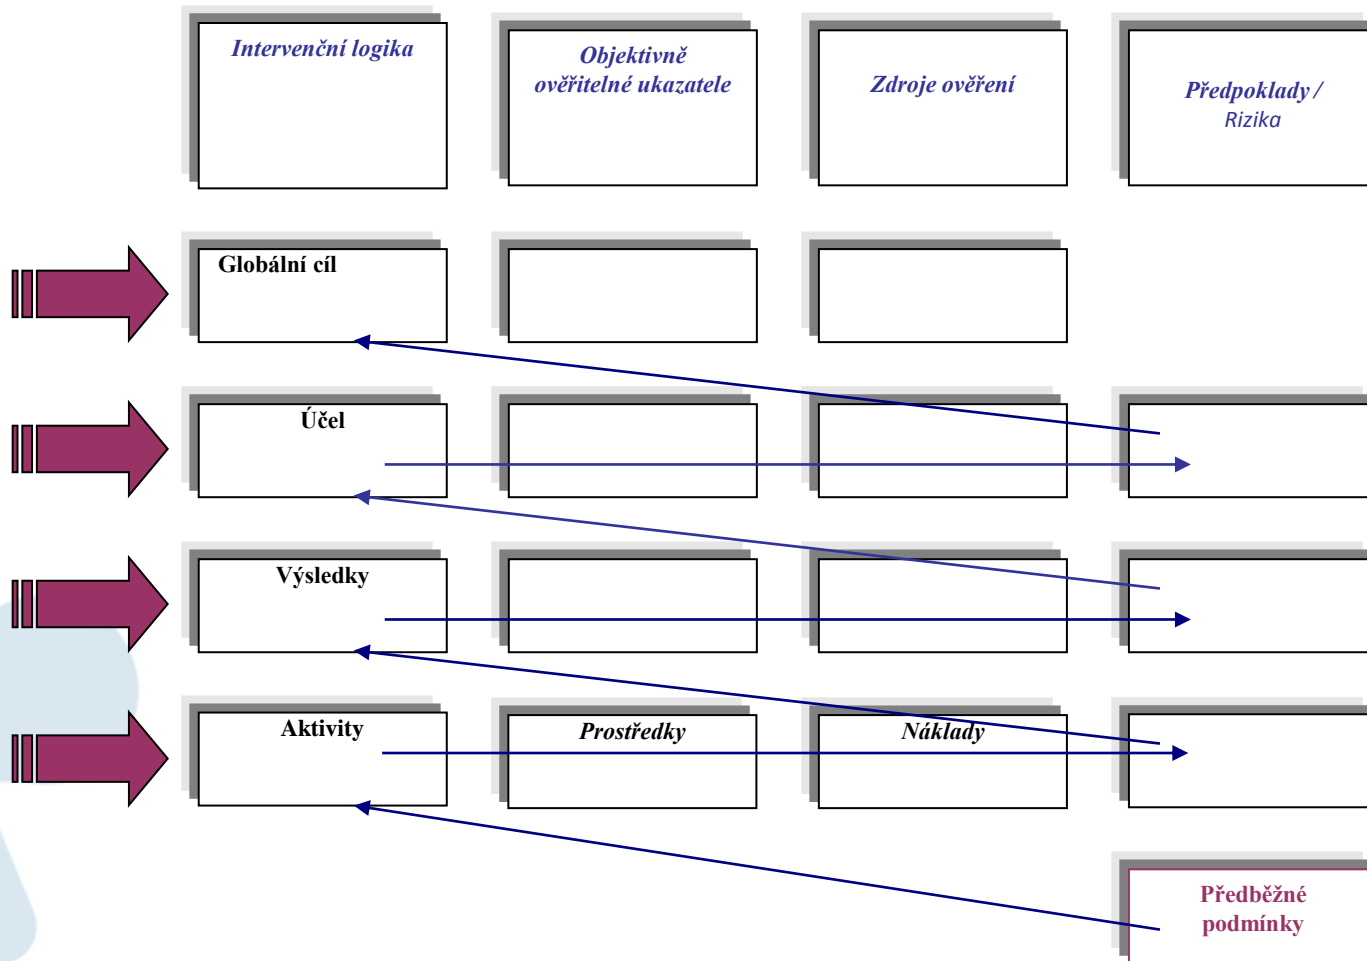 Intervenční logika
Objektivně
ověřitelné ukazatele
Zdroje ověření
Předpoklady /
Rizika
Globální cíl
Účel
Výsledky
Aktivity
Prostředky
Náklady
Předběžné
podmínky